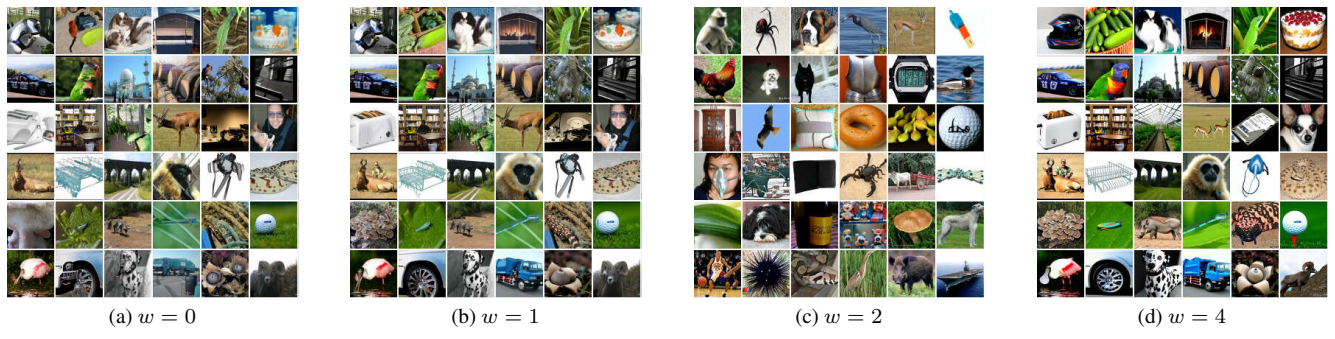 (a) w = 0
(b) w = 1
(c) w = 2
(d) w = 4